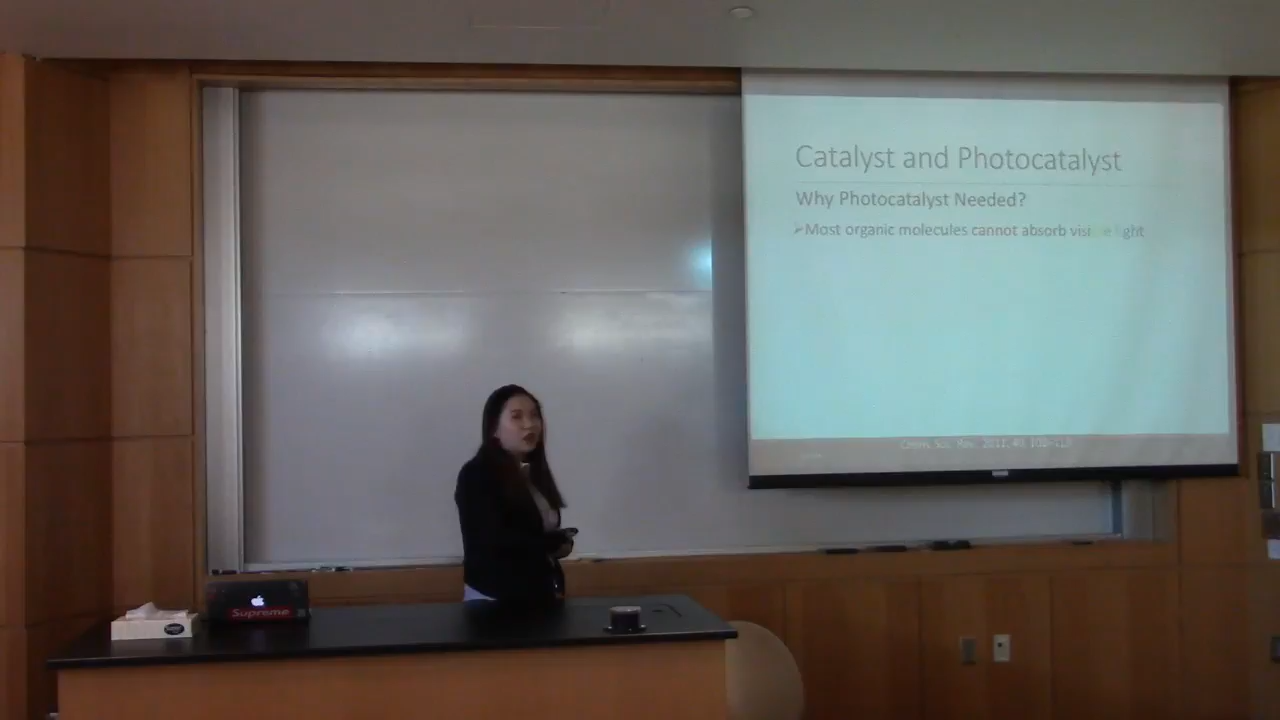 Catalyst and Photocatalyst
Why Photocatalyst Needed?
➢Most organic molecules cannot absorb visible light
Supreme